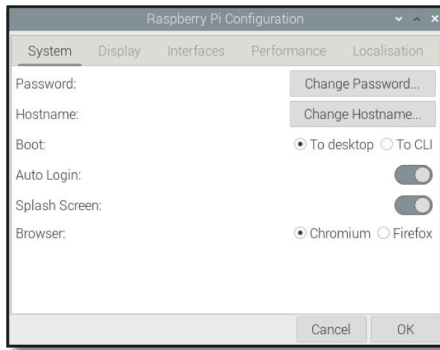 Raspberry Pi Configuration
System Display Interfaces Performance Localisation
Password: Change Password...
Hostname: Change Hostname...
Boot: To desktop To CLI
Auto Login:
Splash Screen:
Browser: Chromium Firefox
Cancel OK